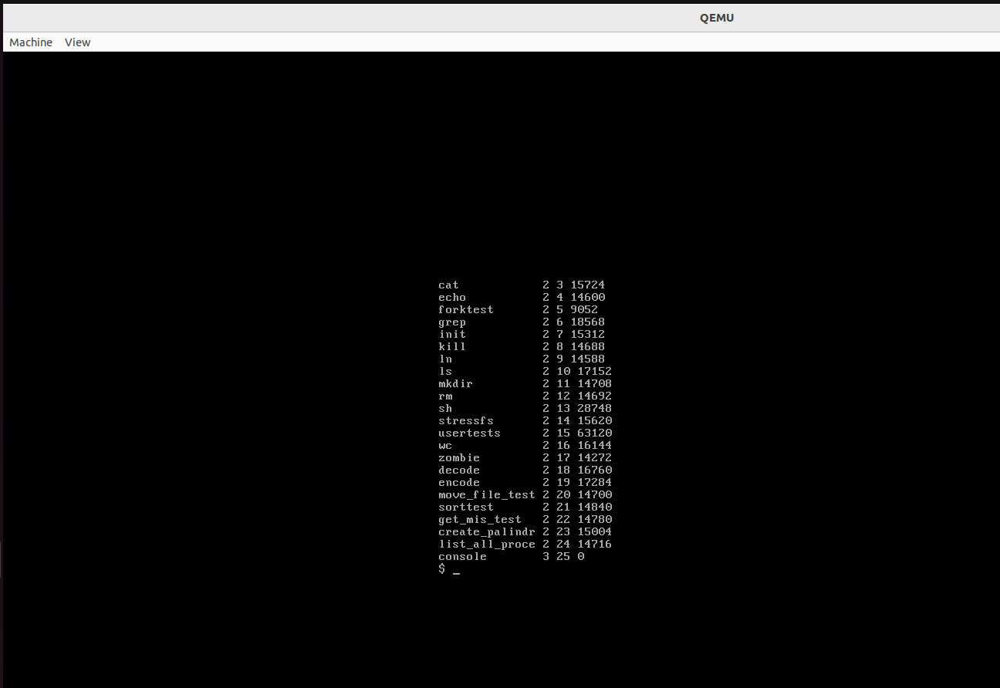 QEMU
Machine View
cat 2 3 15724
echo 2 4 14600
forktest 2 5 9052
grep 2 6 18568
init 2 7 15312
kill 2 8 14688
ln 2 9 14588
ls 2 10 17152
mkdir 2 11 14708
rm 2 12 14692
sh 2 13 28748
stressfs 2 14 15620
usertests 2 15 63120
wc 2 16 16144
zombie 2 17 14272
decode 2 18 16760
encode 2 19 17284
move_file_test 2 20 14700
sorttest 2 21 14840
get_mis_test 2 22 14780
create_palindr 2 23 15004
list_all_proce 2 24 14716
console 3 25 0
$ _